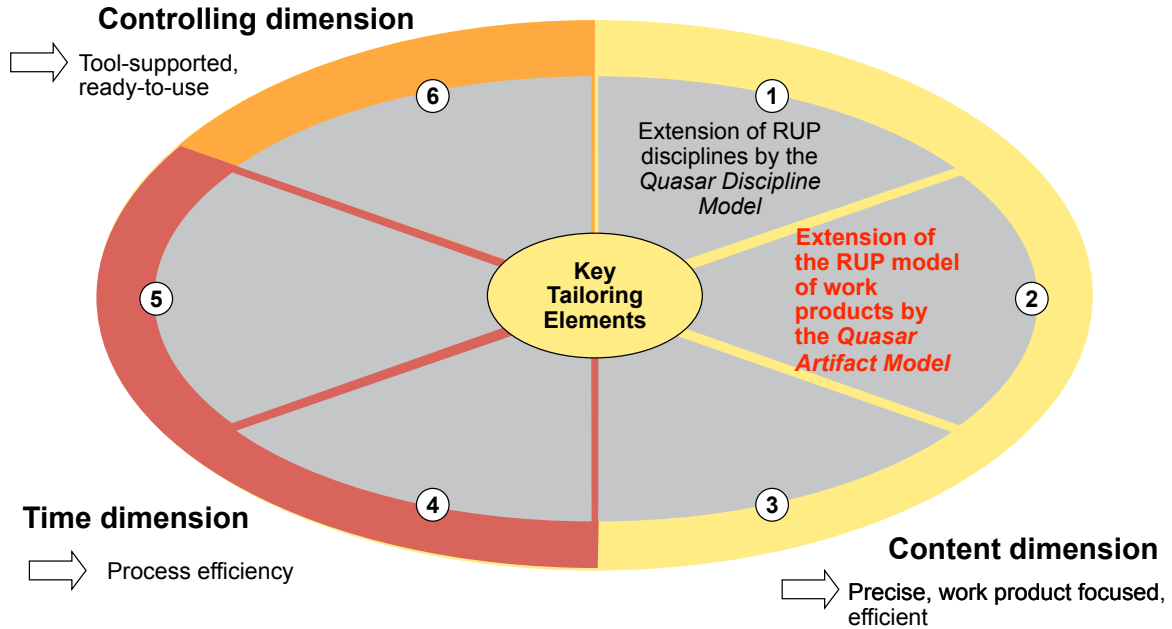 Controlling dimension
Tool-supported,
ready-to-use
6
1
Extension of RUP
disciplines by the
Quasar Discipline
Model
Extension of
the RUP model
of work
products by
the Quasar
Artifact Model
Key
Tailoring
Elements
5
2
4
3
Time dimension
Process efficiency
Content dimension
Precise, work product focused,
efficient